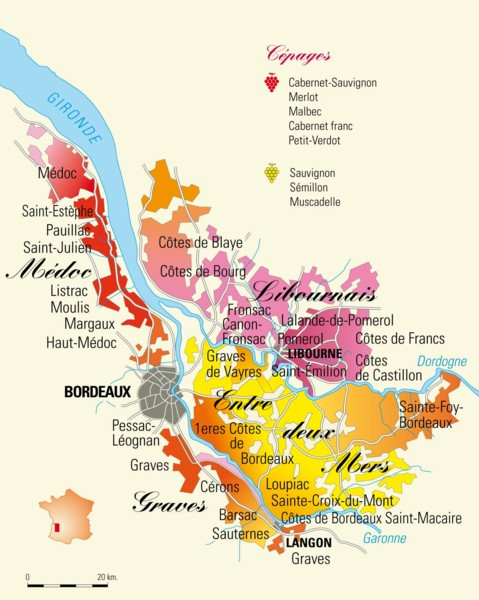 Cépages
Cabernet-Sauvignon
Merlot
Malbec
Cabernet franc
Petit-Verdot
Sauvignon
Sémillon
Muscadelle
GIRONDE
Médoc
Saint-Estèphe
Pauillac
Saint-Julien
Médoc
Listrac
Moulis
Margaux
Haut-Médoc
Côtes de Blaye
Côtes de Bourg
Libournais
Fronsac
Canon-
Fronsac
Lalande-de-Pomerol
Pomerol
LIBOURNE
Saint-Émilion
Côtes de Francs
Côtes
de Castillon
Dordogne
Graves
de Vayres
BORDEAUX
Entre
deux
Mers
Sainte-Foy-
Bordeaux
1eres Côtes
de
Bordeaux
Pessac-
Léognan
Graves
Graves
Cérons
Loupiac
Sainte-Croix-du-Mont
Barsac
Côtes de Bordeaux Saint-Macaire
Sauternes
LANGON
Graves
Garonne
0
20 km.